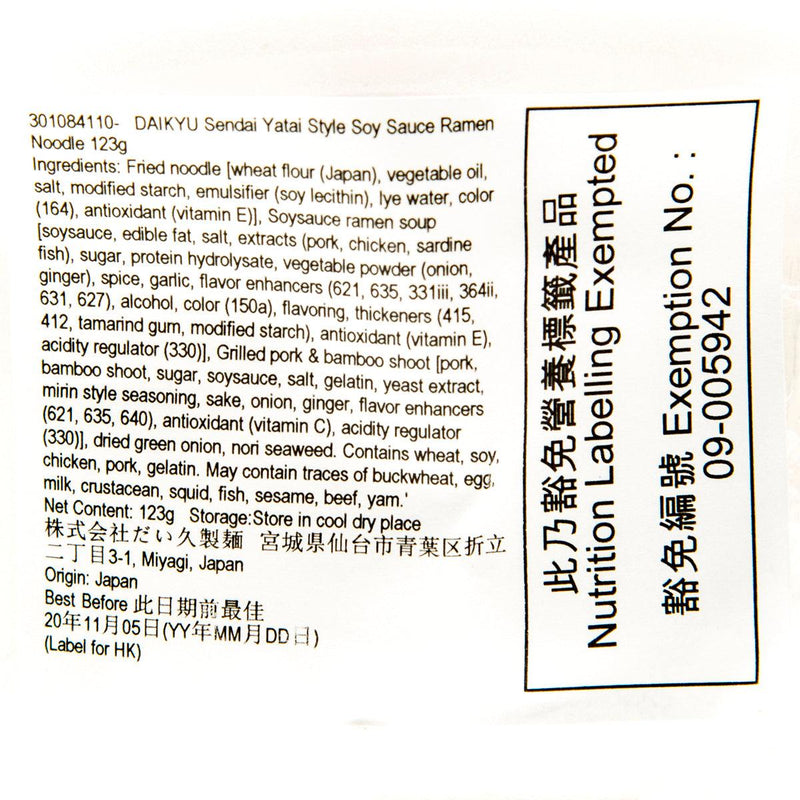 301084110- DAIKYU Sendai Yatai Style Soy Sauce Ramen
Noodle 123g
Ingredients: Fried noodle [wheat flour (Japan), vegetable oil,
salt, modified starch, emulsifier (soy lecithin), lye water, color
(164), antioxidant (vitamin E)], Soysauce ramen soup
[soysauce, edible fat, salt, extracts (pork, chicken, sardine
fish), sugar, protein hydrolysate, vegetable powder (onion,
ginger), spice, garlic, flavor enhancers (621, 635, 331iii, 364ii,
631, 627), alcohol, color (150a), flavoring, thickeners (415,
412, tamarind gum, modified starch), antioxidant (vitamin E),
acidity regulator (330)], Grilled pork & bamboo shoot [pork,
bamboo shoot, sugar, soysauce, salt, gelatin, yeast extract,
mirin style seasoning, sake, onion, ginger, flavor enhancers
(621, 635, 640), antioxidant (vitamin C), acidity regulator
(330)], dried green onion, nori seaweed. Contains wheat, soy,
chicken, pork, gelatin. May contain traces of buckwheat, egg,
milk, crustacean, squid, fish, sesame, beef, yam.'
Net Content: 123g Storage:Store in cool dry place
株式会社だい久製麺 宮城県仙台市青葉区折立
二丁目3-1, Miyagi, Japan
Origin: Japan
Best Before 此日期前最佳
20年11月05日(YY年MM月DD日)
(Label for HK)
此乃豁免營養標籤產品
Nutrition Labelling Exempted
豁免編號 Exemption No. :
09-005942